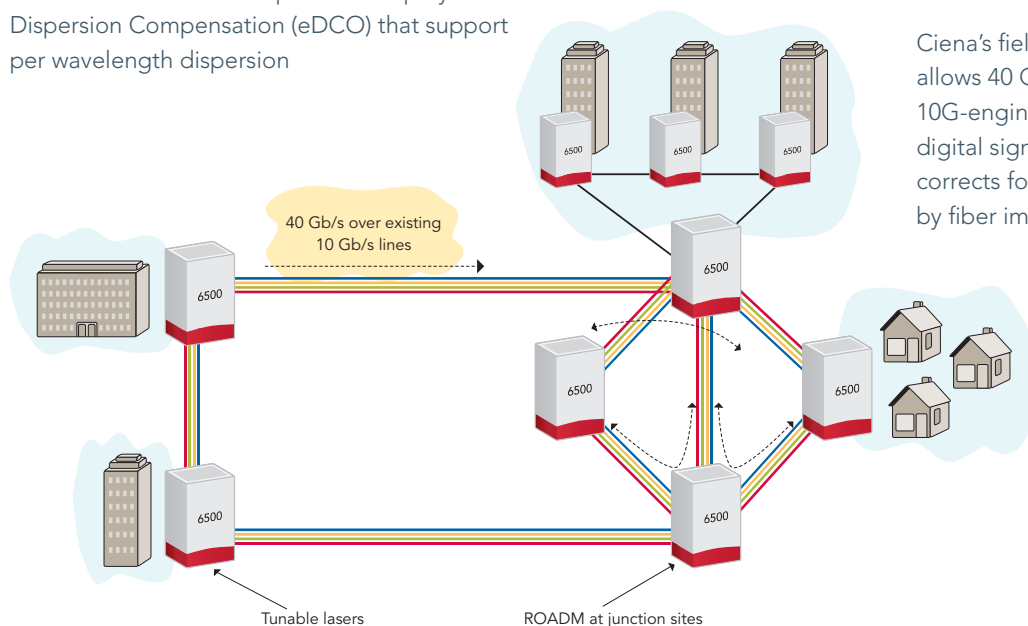 Dispersion Compensation (eDCO) that support
per wavelength dispersion
Ciena’s
allows 40
10G-engin
digital sign
corrects fo
by fiber im
6500
6500
6500
40 Gb/s over existing
10 Gb/s lines
6500
6500
6500
6500
6500
6500
Tunable lasers
ROADM at junction sites